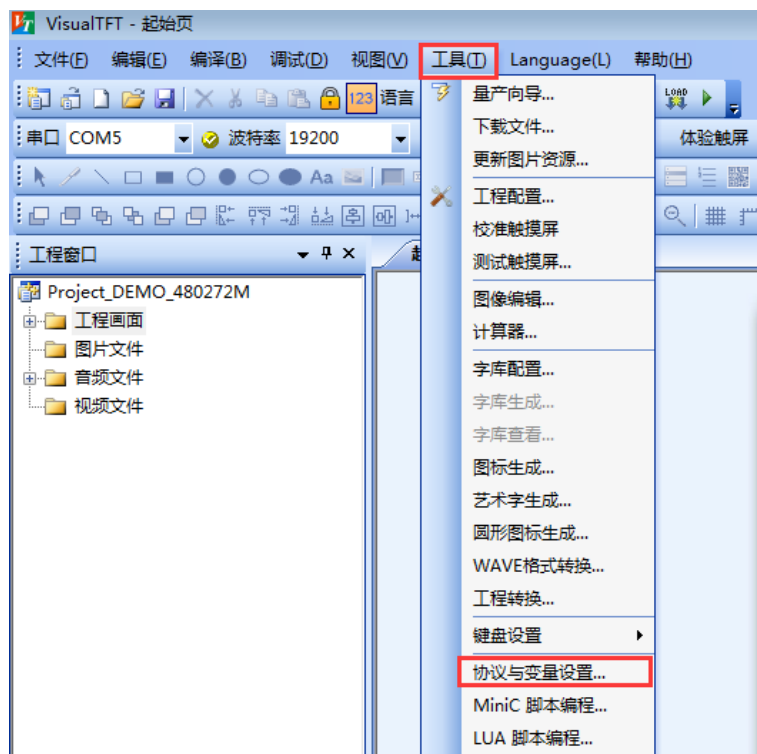 VisualTFT - 起始页
文件(F) 编辑(E) 编译(B) 调试(D) 视图(V) 工具(T) Language(L) 帮助(H)
123 语言 LOAD
串口 COM5 波特率 19200 体验触屏
Aa
工程窗口
Project_DEMO_480272M
工程画面
图片文件
音频文件
视频文件
量产向导...
下载文件...
更新图片资源...
工程配置...
校准触摸屏
测试触摸屏...
图像编辑...
计算器...
字库配置...
字库生成...
字库查看...
图标生成...
艺术字生成...
圆形图标生成...
WAVE格式转换...
工程转换...
键盘设置
协议与变量设置...
MiniC 脚本编程...
LUA 脚本编程...